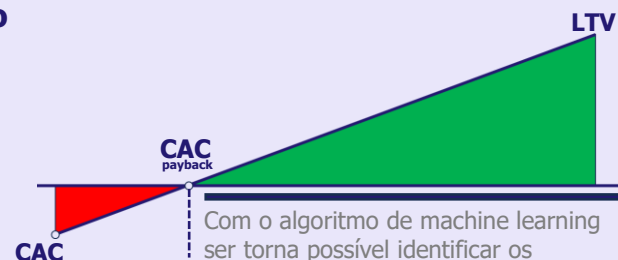 LTV
CAC
payback
Com o algoritmo de machine learning
CAC
ser torna possível identificar os